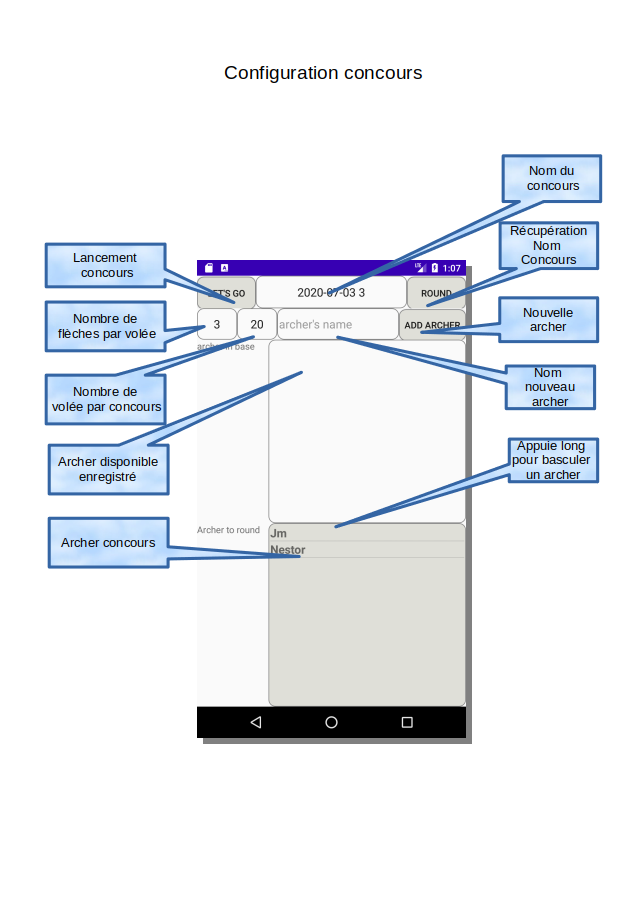 Configuration concours
Nom du
concours
Récupération
Nom
Concours
Lancement
concours
1:07
LET'S GO
2020-07-03 3
ROUND
Nombre de
flèches par volée
3
20
archer's name
ADD ARCHER
Nouvelle
archer
archer in base
Nombre de
volée par concours
Nom
nouveau
archer
Archer disponible
enregistré
Appuie long
pour basculer
un archer
Archer concours
Archer to round
Jm
Nestor